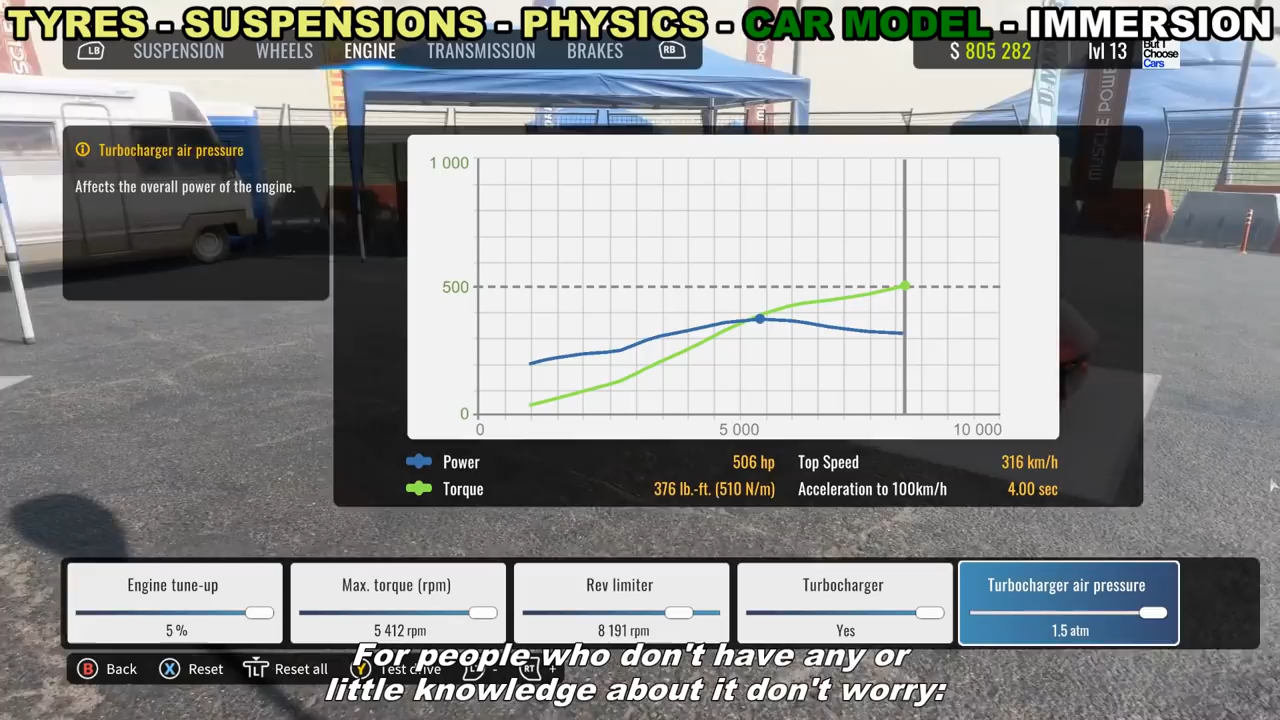 TYRES - SUSPENSIONS - PHYSICS - CAR MODEL - IMMERSION
LB SUSPENSION WHEELS ENGINE TRANSMISSION BRAKES RB
$ 805 282 lvl 13
But I
Choose
Cars
MUSCLE POW
Turbocharger air pressure
Affects the overall power of the engine.
1 000
500
0
0 5 000 10 000
Power 506 hp Top Speed 316 km/h
Torque 376 lb.-ft. (510 N/m) Acceleration to 100km/h 4.00 sec
Engine tune-up Max. torque (rpm) Rev limiter Turbocharger Turbocharger air pressure
5 % 5 412 rpm 8 191 rpm Yes 1.5 atm
B Back X Reset Reset all Y Test drive - RT +
For people who don't have any or
little knowledge about it don't worry: